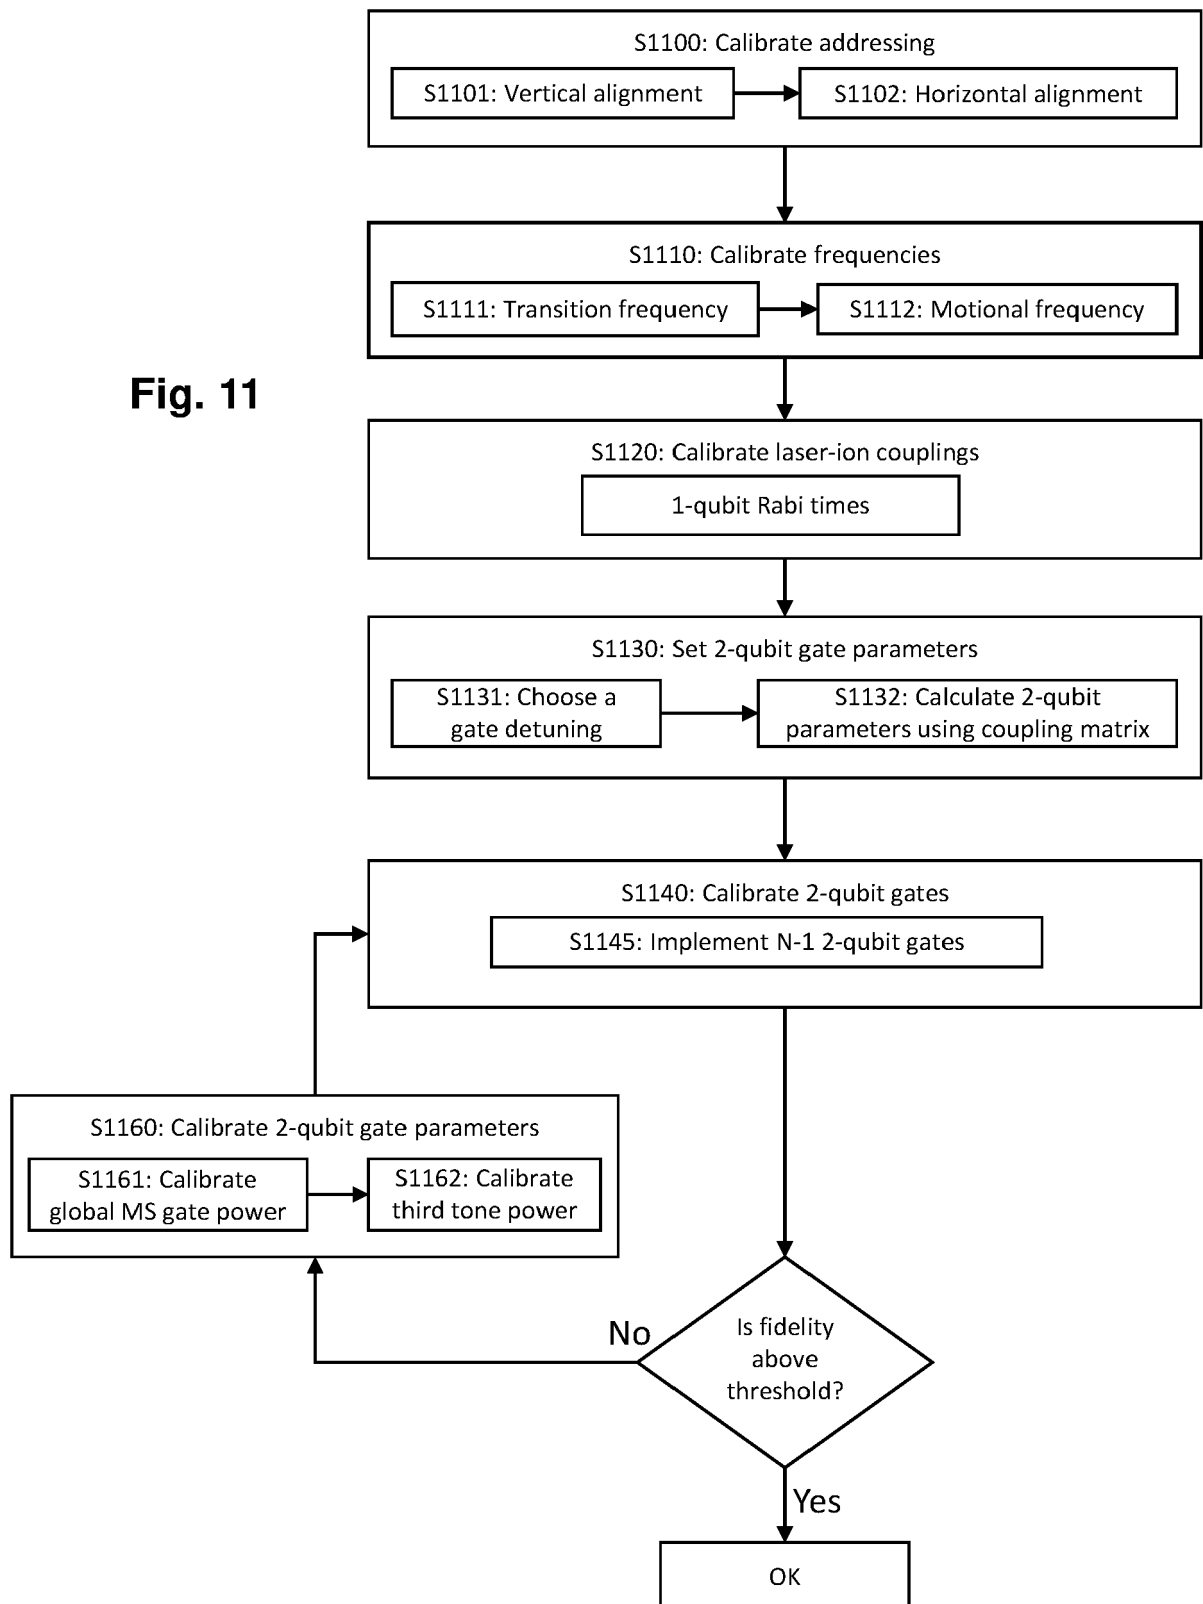 S1100: Calibrate addressing
S1101: Vertical alignment
S1102: Horizontal alignment
S1110: Calibrate frequencies
S1111: Transition frequency
S1112: Motional frequency
Fig. 11
S1120: Calibrate laser-ion couplings
1-qubit Rabi times
S1130: Set 2-qubit gate parameters
S1131: Choose a
gate detuning
S1132: Calculate 2-qubit
parameters using coupling matrix
S1140: Calibrate 2-qubit gates
S1145: Implement N-1 2-qubit gates
S1160: Calibrate 2-qubit gate parameters
S1161: Calibrate
global MS gate power
S1162: Calibrate
third tone power
Is fidelity
above
threshold?
No
Yes
OK